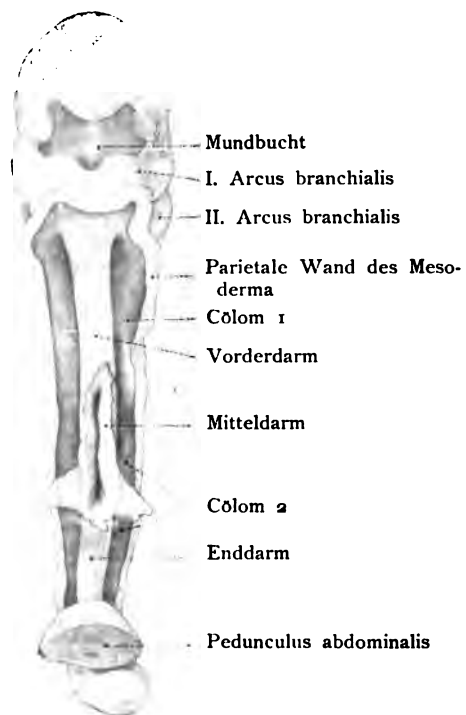 Mundbucht
I. Arcus branchialis
II. Arcus branchialis
Parietale Wand des Meso-
derma
Cölom 1
Vorderdarm
Mitteldarm
Cölom 2
Enddarm
Pedunculus abdominalis